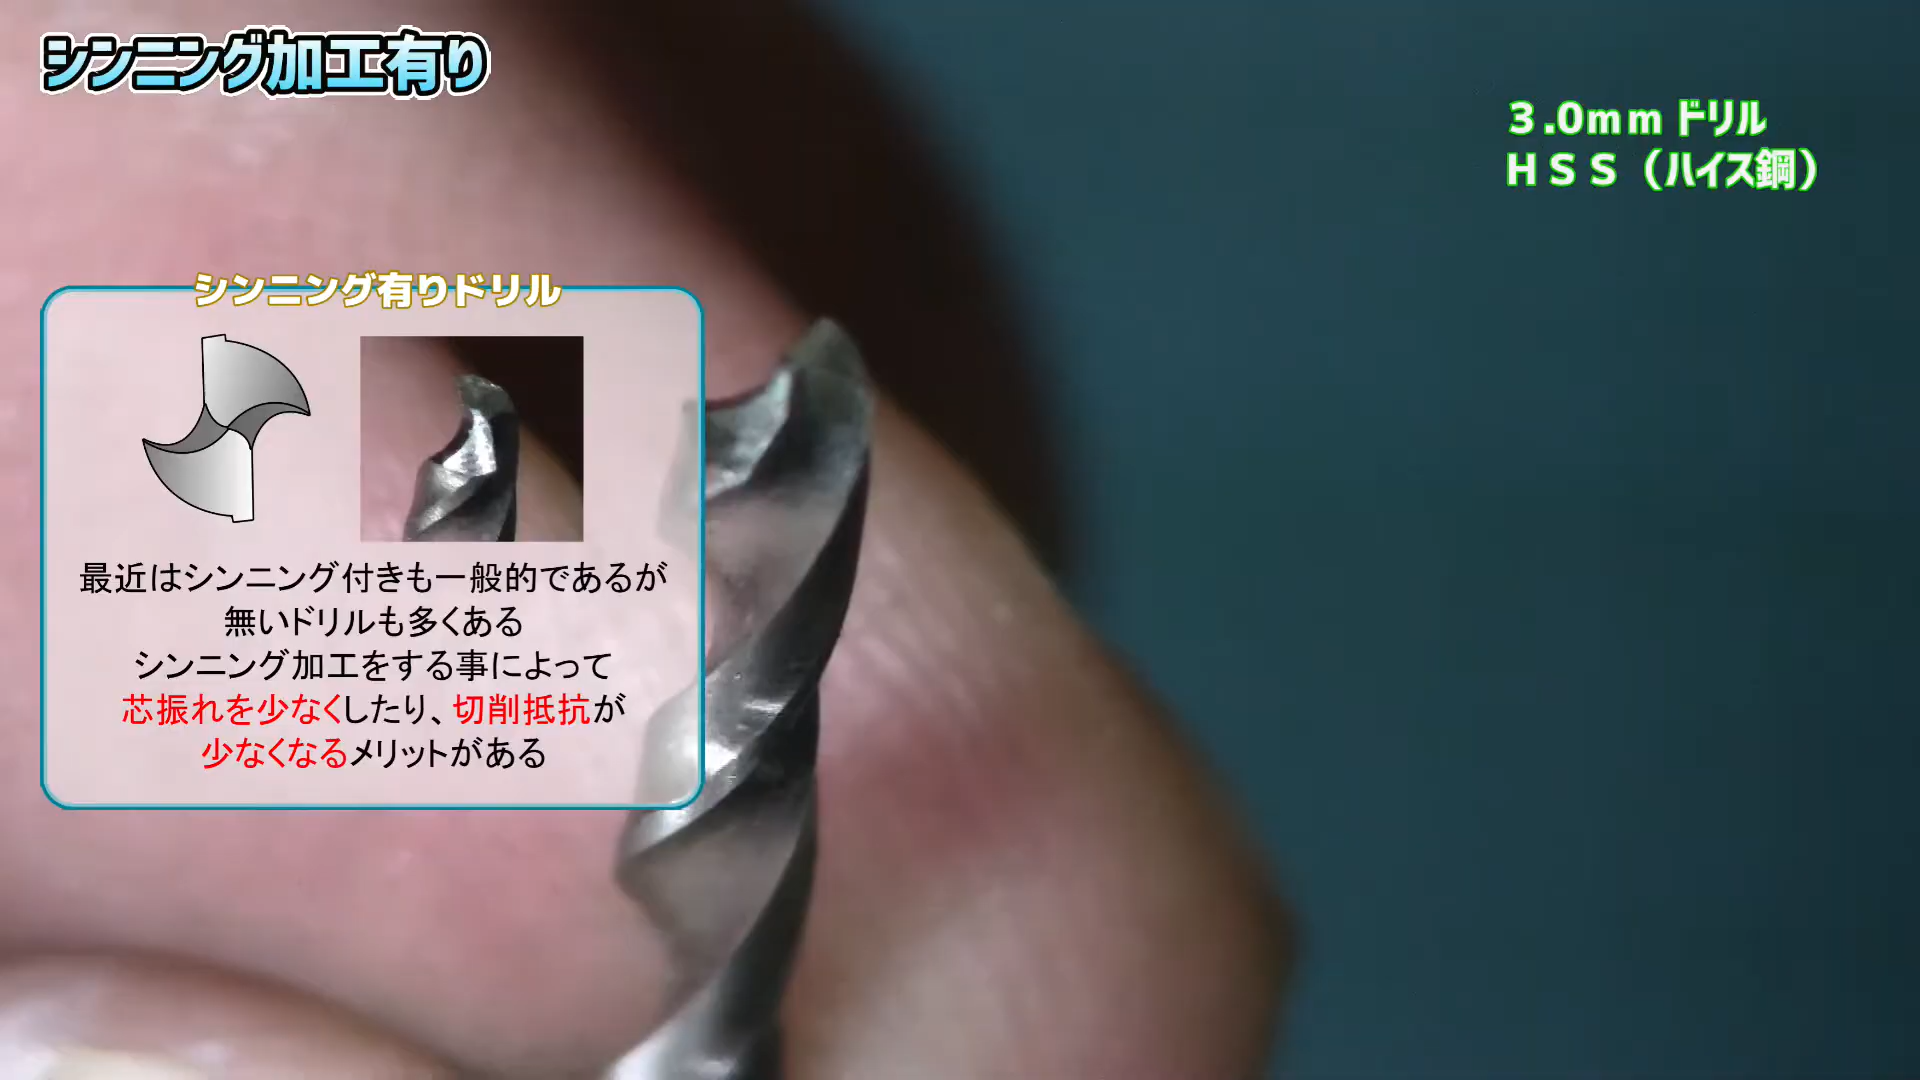 シンニング加工有り
３.０ｍｍ ドリル
ＨＳＳ（ハイス鋼）
シンニング有りドリル
最近はシンニング付きも一般的であるが
無いドリルも多くある
シンニング加工をする事によって
芯振れを少なくしたり、切削抵抗が
少なくなるメリットがある